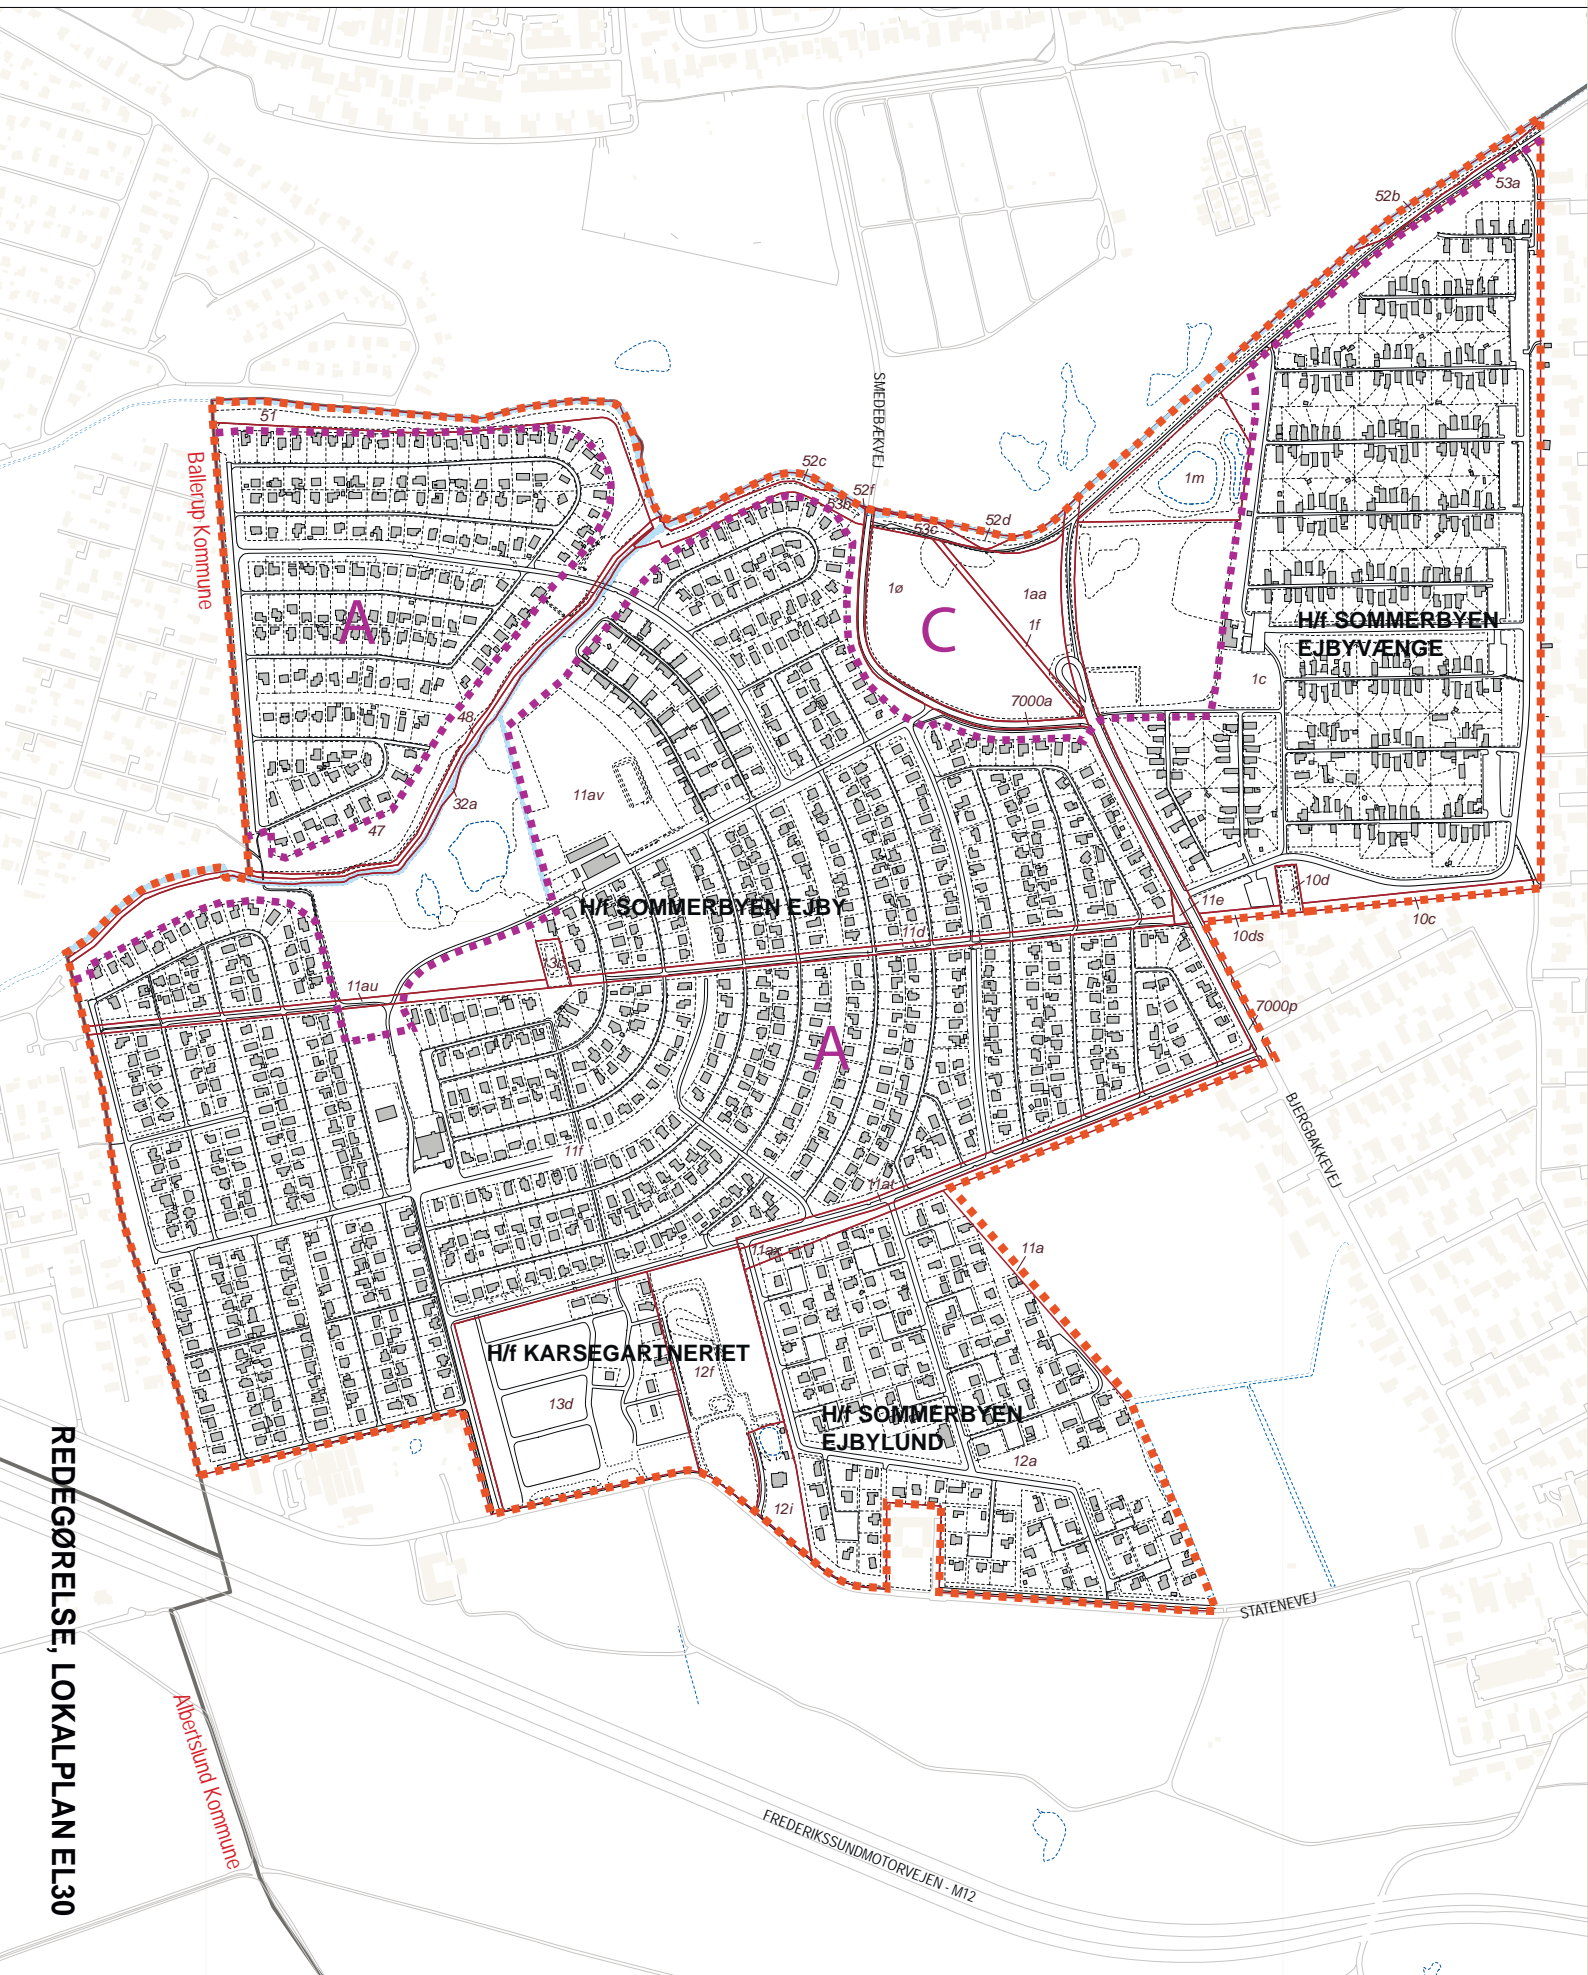 52b
53a
SMEDEBÆKVEJ
51
Ballerup Kommune
52c
1m
52f
53b
52d
53c
1ø
1aa
A
C
1f
H/f SOMMERBYEN
EJBYVÆNGE
1c
7000a
48
11av
32a
47
10d
11e
H/f SOMMERBYEN EJBY
10c
11d
10ds
11au
7000p
A
BJERGBAKKEVEJ
11f
11at
11a
H/f KARSEGARTNERIET
12f
13d
H/f SOMMERBYEN
EJBYLUND
12a
12i
STATENEVEJ
REDEGØRELSE, LOKALPLAN EL30
Albertslund Kommune
FREDERIKSSUNDMOTORVEJEN - M12